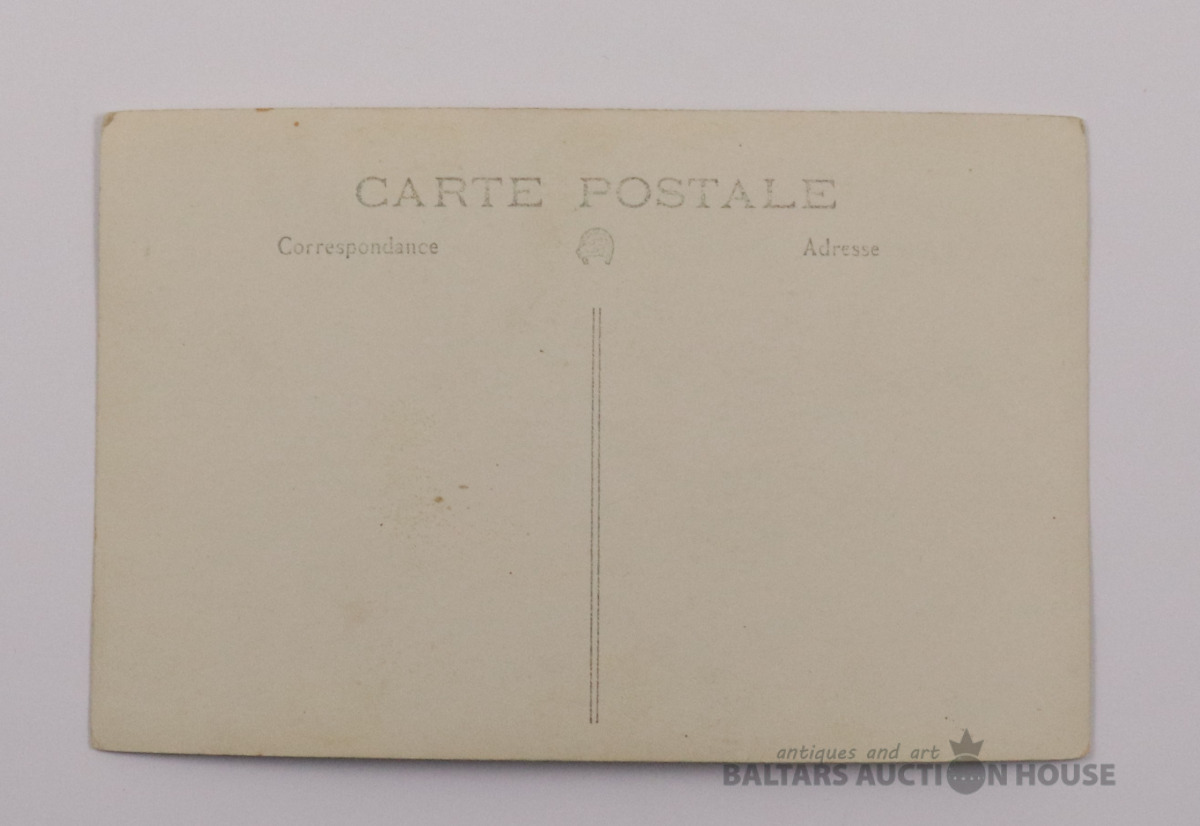 CARTE POSTALE
Correspondance
Adresse
antiques and art
BALTARS AUCTION HOUSE